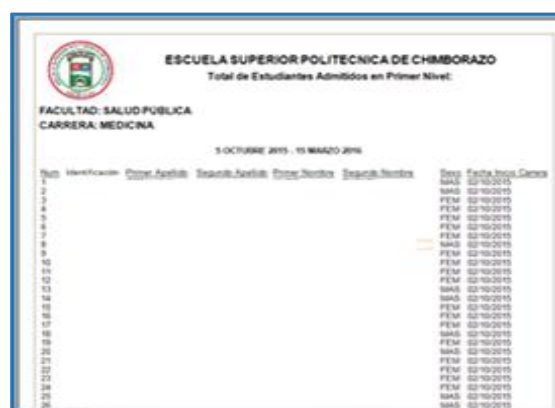 ESCUELA SUPERIOR POLITECNICA DE CHIMBORAZO
Total de Estudiantes Admitidos en Primer Nivel:
FACULTAD: SALUD PÚBLICA
CARRERA: MEDICINA
5 OCTUBRE 2015 - 15 MARZO 2016
Num Identificación Primer Apellido Segundo Apellido Primer Nombre Segundo Nombre Sexo Fecha Inicio Carrera
1 MAS 02/10/2015
2 MAS 02/10/2015
3 FEM 02/10/2015
4 FEM 02/10/2015
5 FEM 02/10/2015
6 FEM 02/10/2015
7 FEM 02/10/2015
8 MAS 02/10/2015
9 FEM 02/10/2015
10 FEM 02/10/2015
11 FEM 02/10/2015
12 FEM 02/10/2015
13 MAS 02/10/2015
14 MAS 02/10/2015
15 FEM 02/10/2015
16 FEM 02/10/2015
17 FEM 02/10/2015
18 MAS 02/10/2015
19 FEM 02/10/2015
20 MAS 02/10/2015
21 FEM 02/10/2015
22 FEM 02/10/2015
23 FEM 02/10/2015
24 FEM 02/10/2015
25 MAS 02/10/2015
26 MAS 02/10/2015